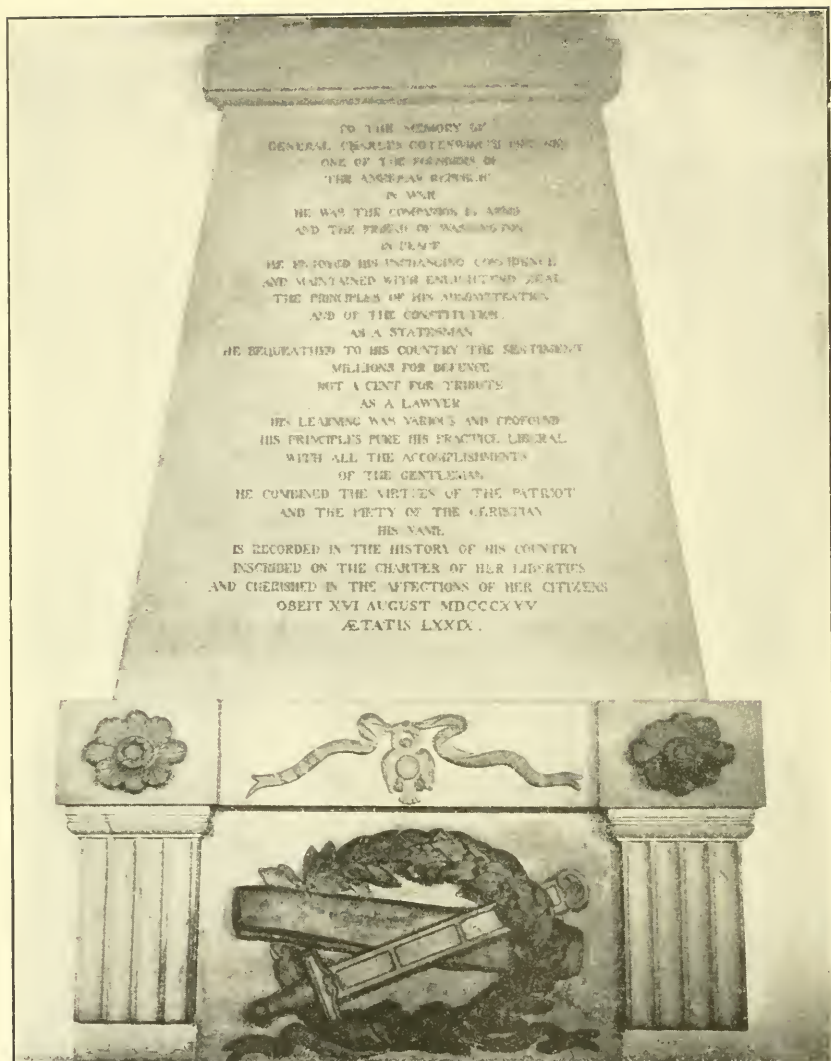 TO THE MEMORY OF
GENERAL CHARLES COTESWORTH PINCKNEY
ONE OF THE FOUNDERS OF
THE AMERICAN REPUBLIC
IN WAR
HE WAS THE COMPANION IN ARMS
AND THE FRIEND OF WASHINGTON
IN PEACE
HE ENJOYED HIS UNCHANGING CONFIDENCE
AND MAINTAINED WITH ENLIGHTENED ZEAL
THE PRINCIPLES OF HIS ADMINISTRATION
AND OF THE CONSTITUTION.
AS A STATESMAN
HE BEQUEATHED TO HIS COUNTRY THE SENTIMENT
MILLIONS FOR DEFENCE
NOT A CENT FOR TRIBUTE
AS A LAWYER
HIS LEARNING WAS VARIOUS AND PROFOUND
HIS PRINCIPLES PURE HIS PRACTICE LIBERAL
WITH ALL THE ACCOMPLISHMENTS
OF THE GENTLEMAN
HE COMBINED THE VIRTUES OF THE PATRIOT
AND THE PIETY OF THE CHRISTIAN
HIS NAME
IS RECORDED IN THE HISTORY OF HIS COUNTRY
INSCRIBED ON THE CHARTER OF HER LIBERTIES
AND CHERISHED IN THE AFFECTIONS OF HER CITIZENS
OBEIT XVI AUGUST MDCCCXXV
ÆTATIS LXXIX.